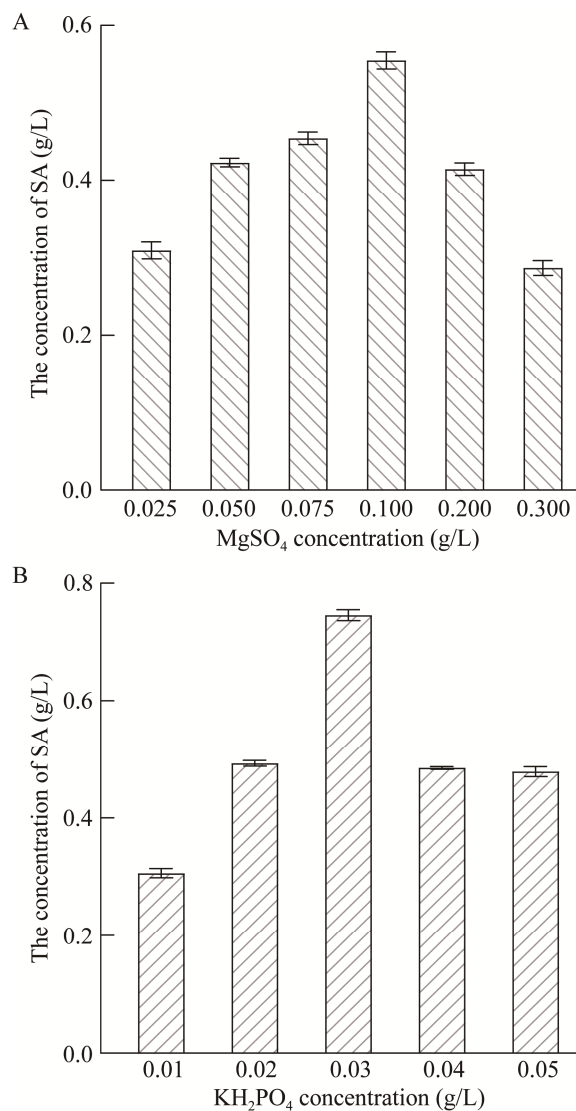 A
The concentration of SA (g/L)
0.6
0.4
0.2
0.0
0.025 0.050 0.075 0.100 0.200 0.300
MgSO₄ concentration (g/L)
B
The concentration of SA (g/L)
0.8
0.6
0.4
0.2
0.0
0.01 0.02 0.03 0.04 0.05
KH₂PO₄ concentration (g/L)